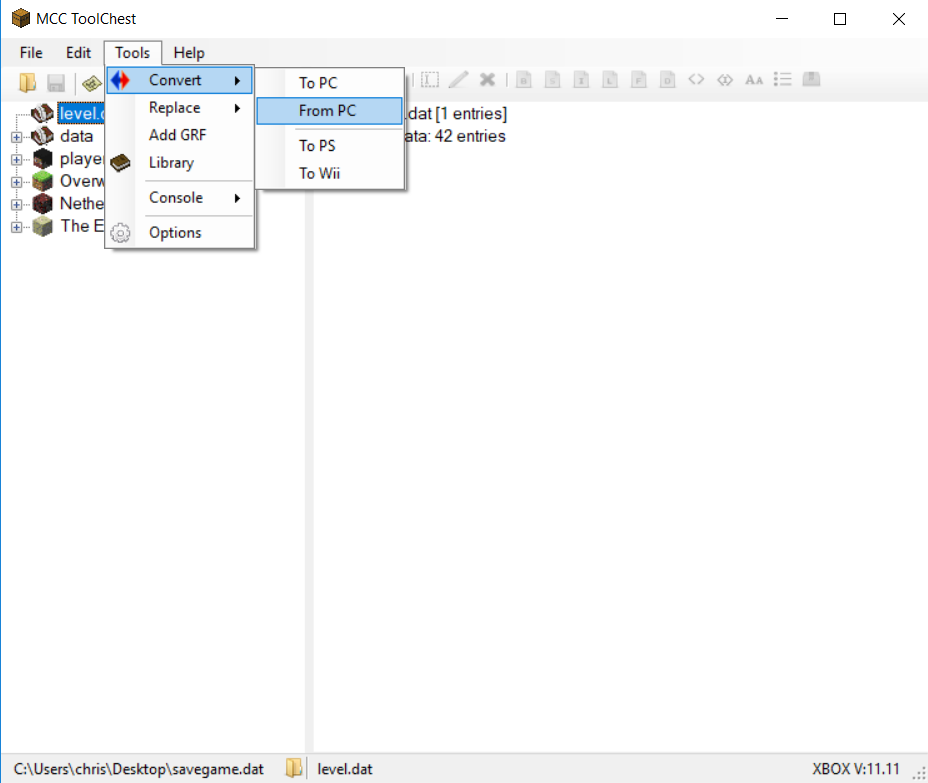 MCC ToolChest
File Edit Tools Help
Convert
To PC
Replace
From PC
Add GRF
To PS
Library
To Wii
Console
Options
level.
data
player
Overw
Nethe
The E
.dat [1 entries]
ata: 42 entries
AA
C:\Users\chris\Desktop\savegame.dat
level.dat
XBOX V:11.11